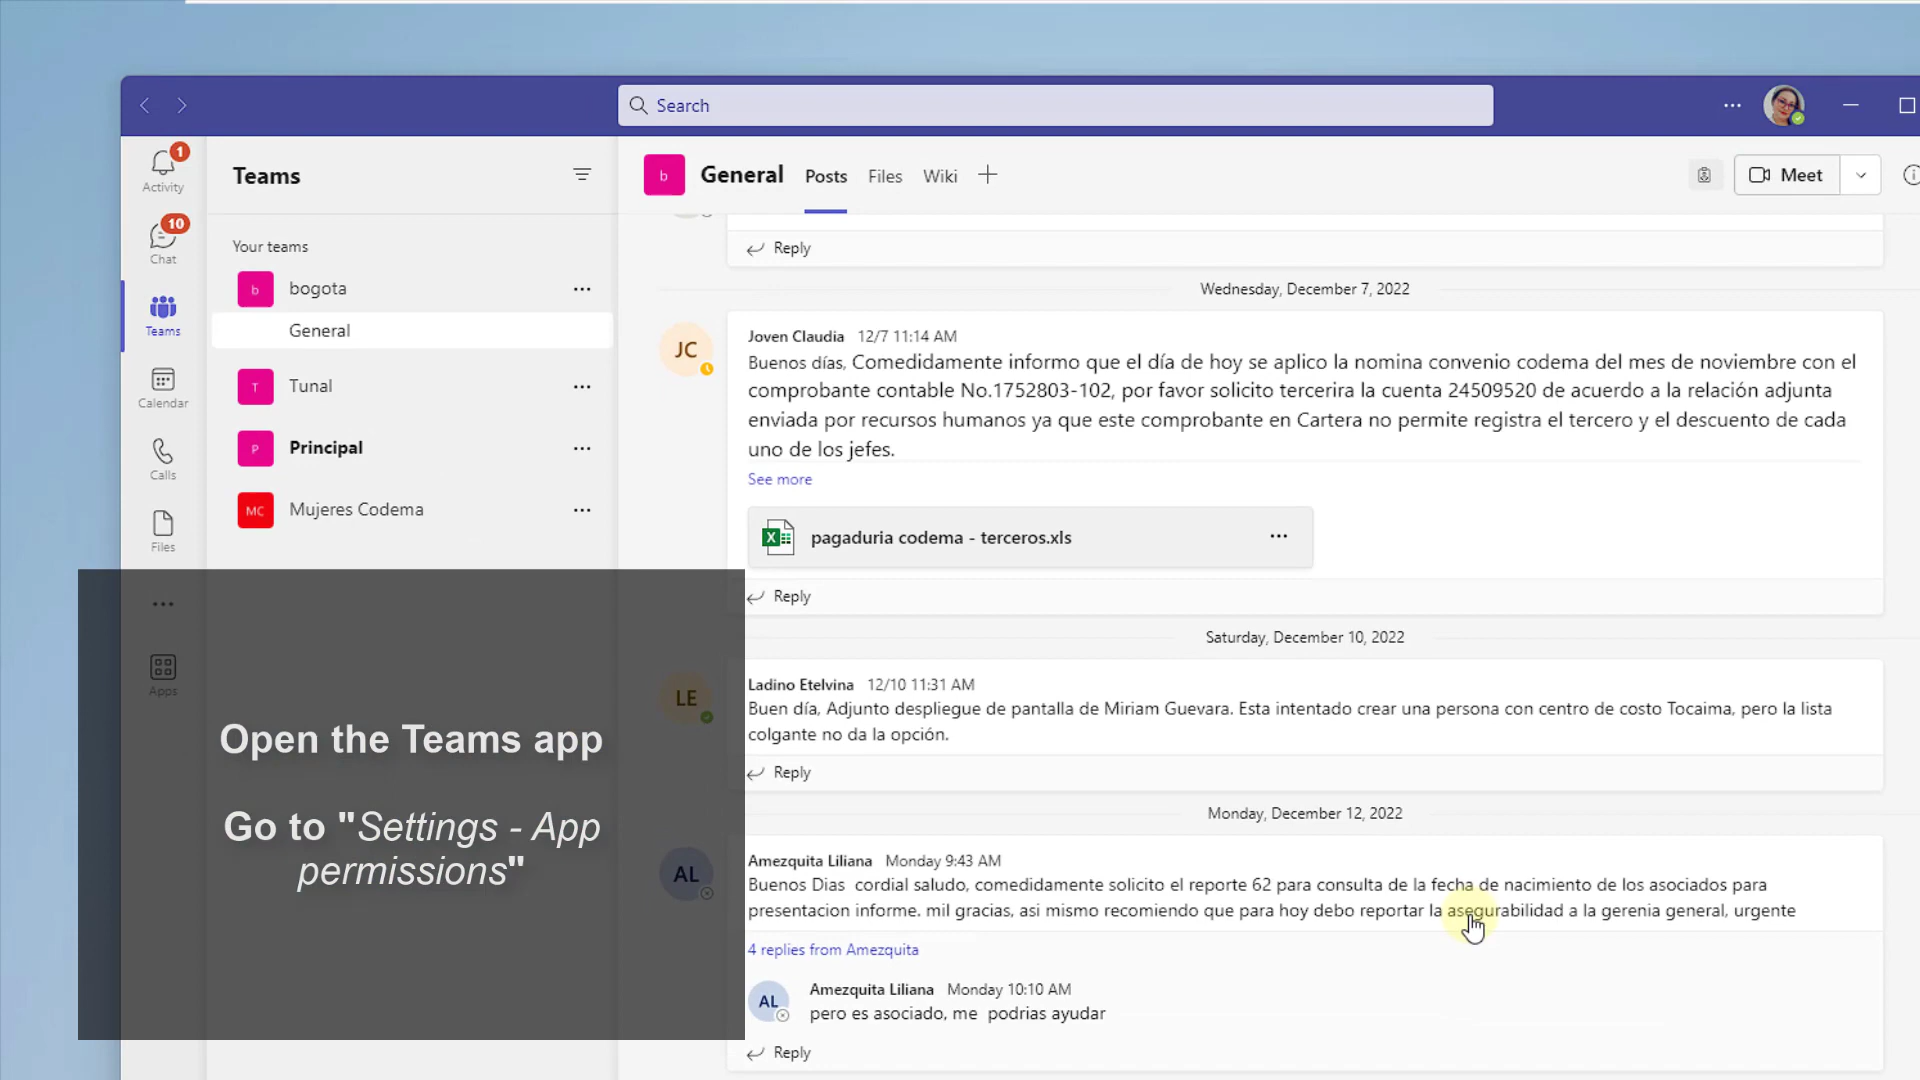 Search
1
Activity
10
Chat
Teams
Calendar
Calls
Files
Apps
Teams
Your teams
b
bogota
General
T
Tunal
P
Principal
MC
Mujeres Codema
b
General
Posts
Files
Wiki
Meet
Reply
Wednesday, December 7, 2022
JC
Joven Claudia 12/7 11:14 AM
Buenos días, Comedidamente informo que el día de hoy se aplico la nomina convenio codema del mes de noviembre con el
comprobante contable No.1752803-102, por favor solicito tercerira la cuenta 24509520 de acuerdo a la relación adjunta
enviada por recursos humanos ya que este comprobante en Cartera no permite registra el tercero y el descuento de cada
uno de los jefes.
See more
pagaduria codema - terceros.xls
Reply
Saturday, December 10, 2022
LE
Ladino Etelvina 12/10 11:31 AM
Buen día, Adjunto despliegue de pantalla de Miriam Guevara. Esta intentado crear una persona con centro de costo Tocaima, pero la lista
colgante no da la opción.
Reply
Monday, December 12, 2022
AL
Amezquita Liliana Monday 9:43 AM
Buenos Dias cordial saludo, comedidamente solicito el reporte 62 para consulta de la fecha de nacimiento de los asociados para
presentacion informe. mil gracias, asi mismo recomiendo que para hoy debo reportar la asegurabilidad a la gerenia general, urgente
4 replies from Amezquita
AL
Amezquita Liliana Monday 10:10 AM
pero es asociado, me podrias ayudar
Reply
Open the Teams app
Go to "Settings - App
permissions"